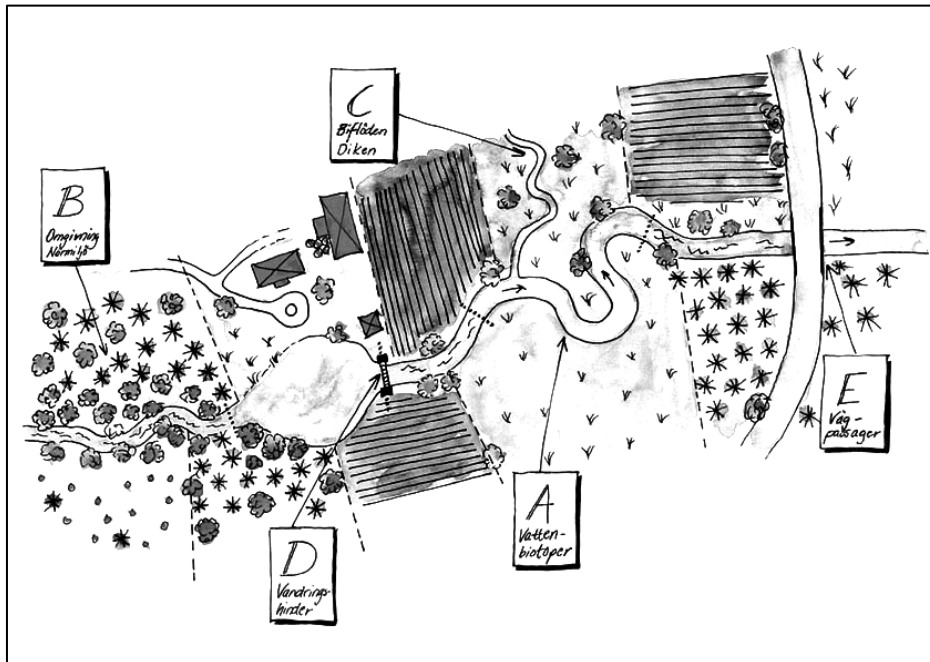 C
Biflöden
Diken
B
Omgivning
Närmiljö
E
Väg-
passager
A
Vatten-
biotoper
D
Vandrings-
hinder